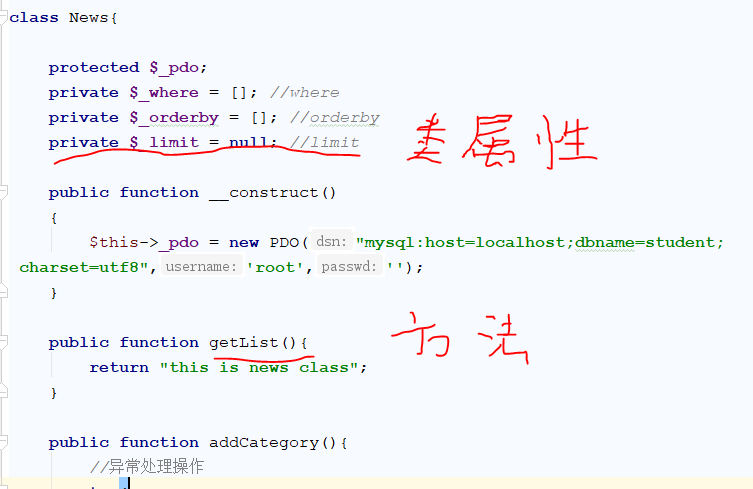 class News{
protected $_pdo;
private $_where = []; //where
private $_orderby = []; //orderby
private $_limit = null; //limit
类属性
public function __construct()
{
$this->_pdo = new PDO( dsn: "mysql:host=localhost;dbname=student;
charset=utf8", username: 'root', passwd: '');
}
public function getList(){
方法
return "this is news class";
}
public function addCategory(){
//异常处理操作